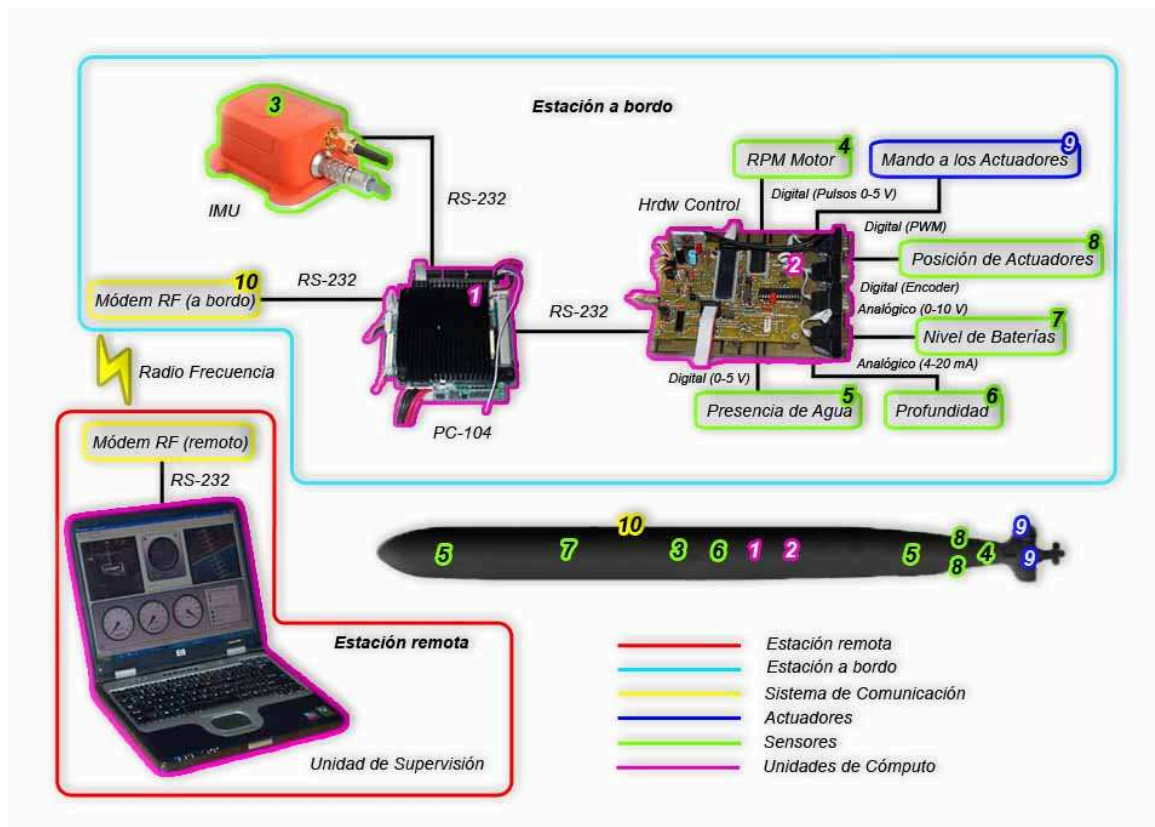 Estación a bordo
3
IMU
RS-232
10
Módem RF (a bordo)
RS-232
1
PC-104
RS-232
Hrdw Control
2
4
RPM Motor
Digital (Pulsos 0-5 V)
9
Mando a los Actuadores
Digital (PWM)
8
Posición de Actuadores
Digital (Encoder)
Analógico (0-10 V)
7
Nivel de Baterías
Analógico (4-20 mA)
Digital (0-5 V)
5
Presencia de Agua
6
Profundidad
Radio Frecuencia
Módem RF (remoto)
RS-232
Estación remota
Unidad de Supervisión
5 7 10 3 6 1 2 5 8 8 4 9 9
Estación remota
Estación a bordo
Sistema de Comunicación
Actuadores
Sensores
Unidades de Cómputo